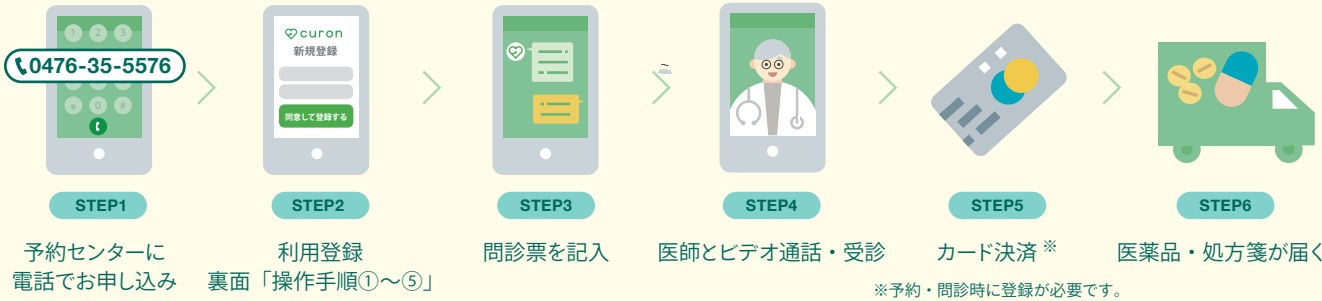 1 2 3
0476-35-5576
* 0 #
curon
新規登録
同意して登録する
STEP1
STEP2
STEP3
STEP4
STEP5
STEP6
予約センターに
電話でお申し込み
利用登録
裏面「操作手順①〜⑤」
問診票を記入
医師とビデオ通話・受診
カード決済 ※
医薬品・処方箋が届く
※予約・問診時に登録が必要です。